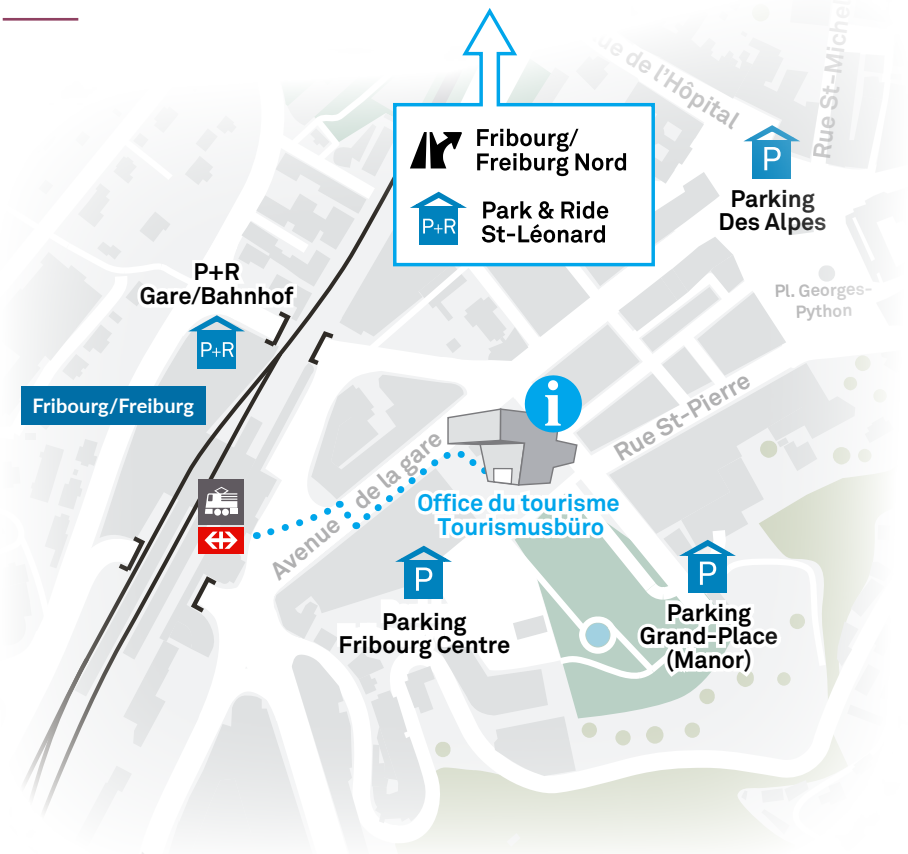 ue de l'Hôpital
Rue St-Michel
Fribourg/
Freiburg Nord
P+R
Park & Ride
St-Léonard
P
Parking
Des Alpes
P+R
Gare/Bahnhof
P+R
Pl. Georges-
Python
Fribourg/Freiburg
i
Rue St-Pierre
Avenue de la gare
Office du tourisme
Tourismusbüro
P
Parking
Fribourg Centre
P
Parking
Grand-Place
(Manor)